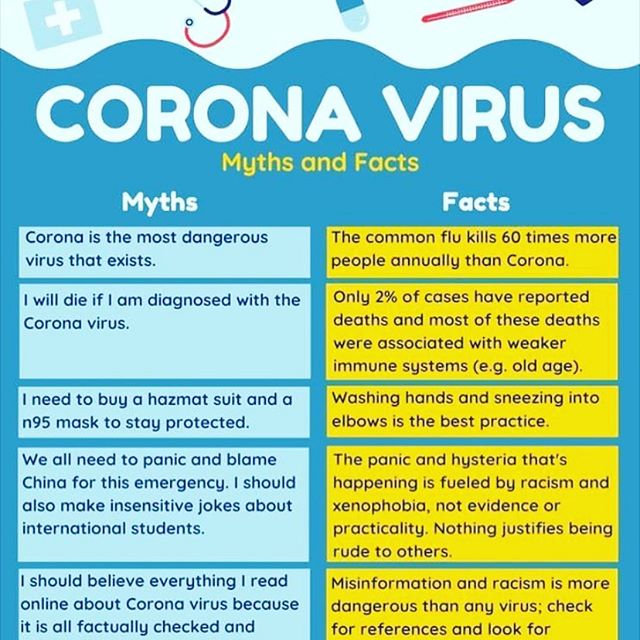 CORONA VIRUS
Myths and Facts
Myths
Facts
Corona is the most dangerous
virus that exists.
The common flu kills 60 times more
people annually than Corona.
I will die if I am diagnosed with the
Corona virus.
Only 2% of cases have reported
deaths and most of these deaths
were associated with weaker
immune systems (e.g. old age).
I need to buy a hazmat suit and a
n95 mask to stay protected.
Washing hands and sneezing into
elbows is the best practice.
We all need to panic and blame
China for this emergency. I should
also make insensitive jokes about
international students.
The panic and hysteria that's
happening is fueled by racism and
xenophobia, not evidence or
practicality. Nothing justifies being
rude to others.
I should believe everything I read
online about Corona virus because
it is all factually checked and
Misinformation and racism is more
dangerous than any virus; check
for references and look for